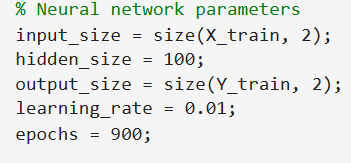 % Neural network parameters
input_size = size(X_train, 2);
hidden_size = 100;
output_size = size(Y_train, 2);
learning_rate = 0.01;
epochs = 900;